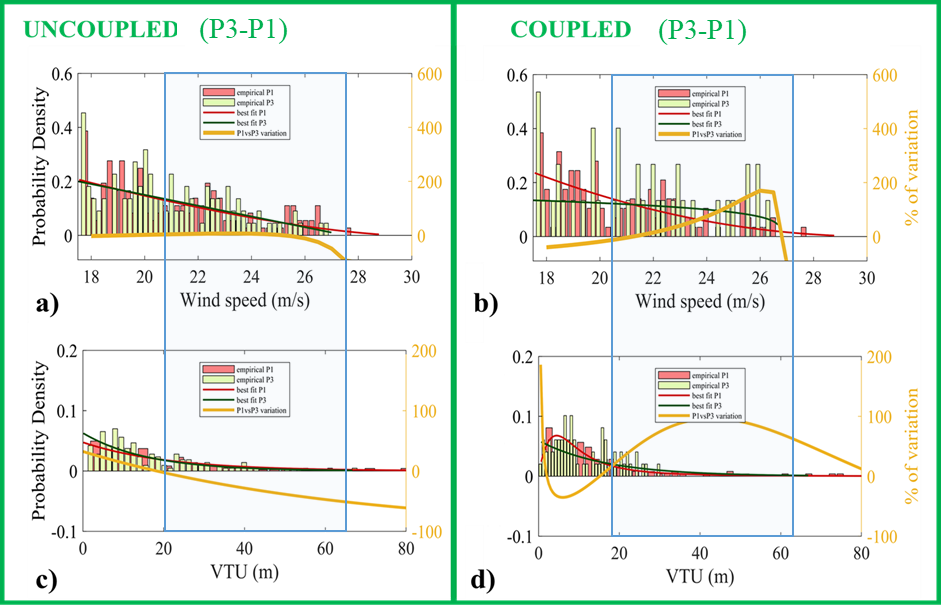 UNCOUPLED (P3-P1)
COUPLED (P3-P1)
0.6
0.4
0.2
0
600
400
200
0
empirical P1
empirical P3
best fit P1
best fit P3
P1vsP3 variation
Probability Density
18 20 22 24 26 28 30
Wind speed (m/s)
a)
0.6
0.4
0.2
0
600
400
200
0
empirical P1
empirical P3
best fit P1
best fit P3
P1vsP3 variation
% of variation
18 20 22 24 26 28 30
Wind speed (m/s)
b)
0.2
0.1
0
-0.1
200
100
0
-100
empirical P1
empirical P3
best fit P1
best fit P3
P1vsP3 variation
Probability Density
0 20 40 60 80
VTU (m)
c)
0.2
0.1
0
-0.1
200
100
0
-100
empirical P1
empirical P3
best fit P1
best fit P3
P1vsP3 variation
% of variation
0 20 40 60 80
VTU (m)
d)